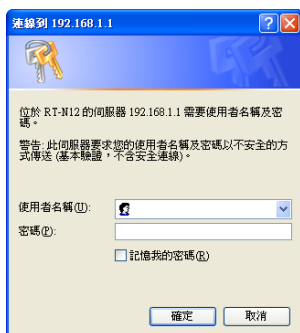 連線到 192.168.1.1
位於 RT-N12 的伺服器 192.168.1.1 需要使用者名稱及密
碼。
警告: 此伺服器要求您的使用者名稱及密碼以不安全的方
式傳送 (基本驗證，不含安全連線)。
使用者名稱(U):
密碼(P):
記憶我的密碼(R)
確定
取消